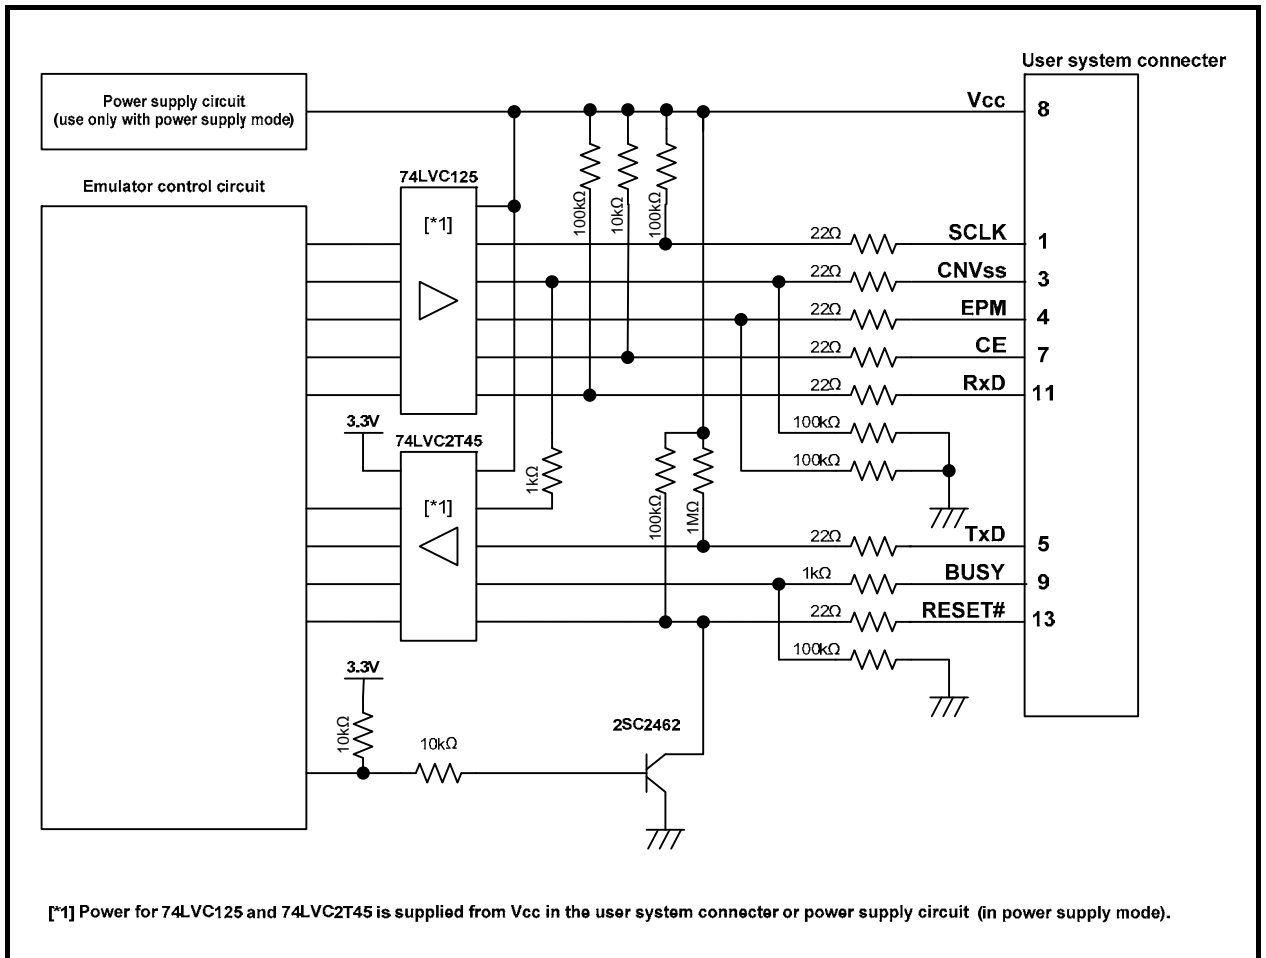 User system connecter
Power supply circuit
(use only with power supply mode)
Vcc
8
Emulator control circuit
74LVC125
[*1]
100kΩ
10kΩ
100kΩ
22Ω
SCLK
1
22Ω
CNVss
3
22Ω
EPM
4
22Ω
CE
7
22Ω
RxD
11
3.3V
100kΩ
74LVC2T45
100kΩ
[*1]
1kΩ
100kΩ
1MΩ
22Ω
TxD
5
1kΩ
BUSY
9
22Ω
RESET#
13
100kΩ
3.3V
10kΩ
10kΩ
2SC2462
[*1] Power for 74LVC125 and 74LVC2T45 is supplied from Vcc in the user system connecter or power supply circuit (in power supply mode).